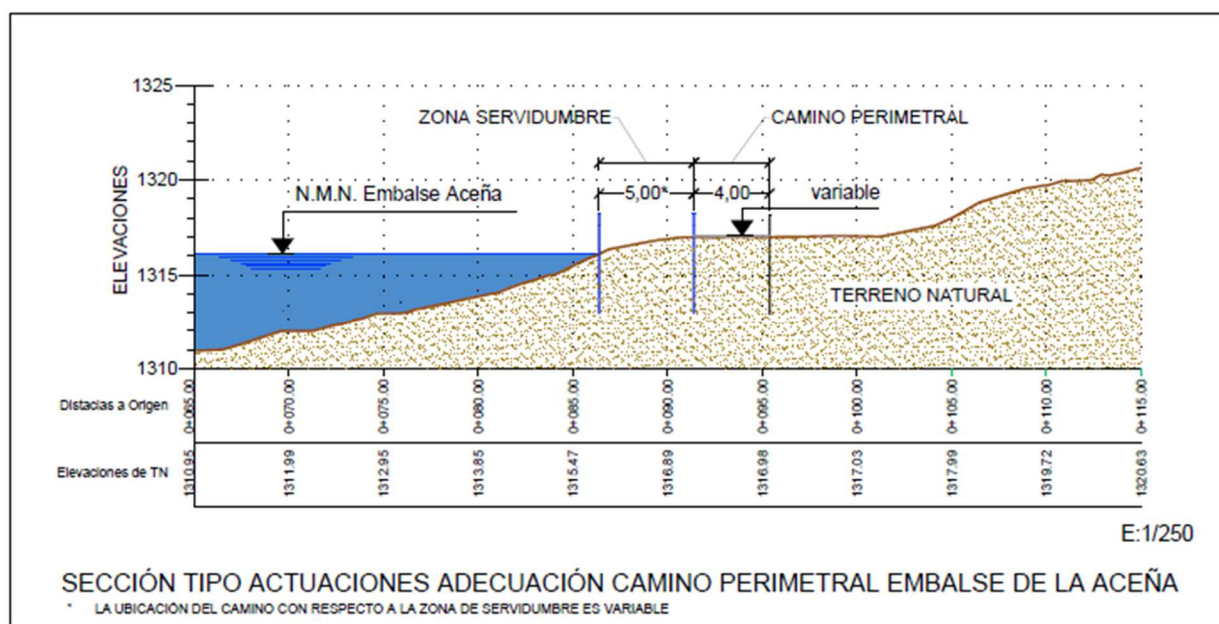 1325
ZONA SERVIDUMBRE
CAMINO PERIMETRAL
1320
ELEVACIONES
N.M.N. Embalse Aceña
5,00*
4,00
variable
1315
TERRENO NATURAL
1310
Distacias a Origen
0+065.00 0+070.00 0+075.00 0+080.00 0+085.00 0+090.00 0+095.00 0+100.00 0+105.00 0+110.00 0+115.00
Elevaciones de TN
1310.95 1311.99 1312.95 1313.85 1315.47 1316.89 1316.98 1317.03 1317.99 1319.72 1320.63
E:1/250
SECCIÓN TIPO ACTUACIONES ADECUACIÓN CAMINO PERIMETRAL EMBALSE DE LA ACEÑA
* LA UBICACIÓN DEL CAMINO CON RESPECTO A LA ZONA DE SERVIDUMBRE ES VARIABLE